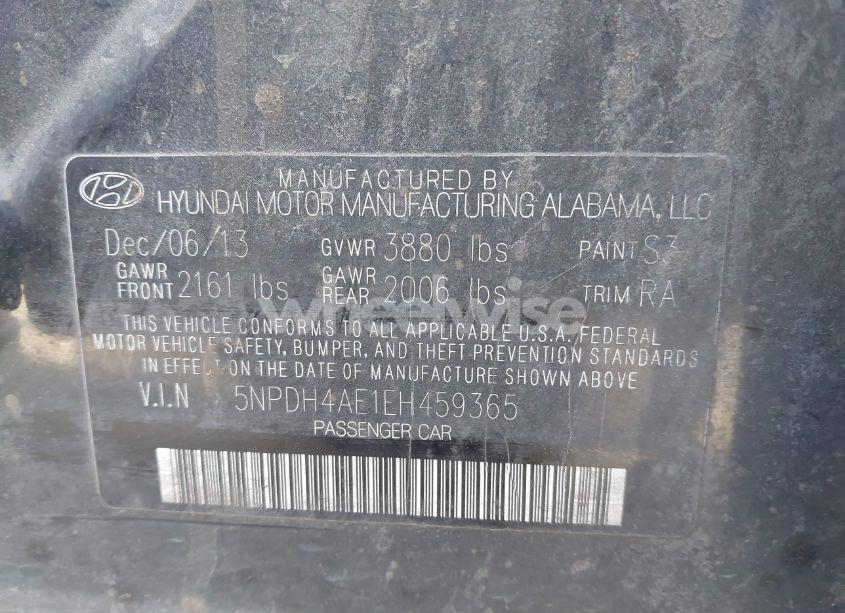 MANUFACTURED BY
HYUNDAI MOTOR MANUFACTURING ALABAMA, LLC
Dec/06/13 GVWR 3880 lbs PAINT S3
GAWR FRONT 2161 lbs GAWR REAR 2006 lbs TRIM RA
wheelwise
THIS VEHICLE CONFORMS TO ALL APPLICABLE U.S.A. FEDERAL
MOTOR VEHICLE SAFETY, BUMPER, AND THEFT PREVENTION STANDARDS
IN EFFECT ON THE DATE OF MANUFACTURE SHOWN ABOVE
V.I.N 5NPDH4AE1EH459365
PASSENGER CAR